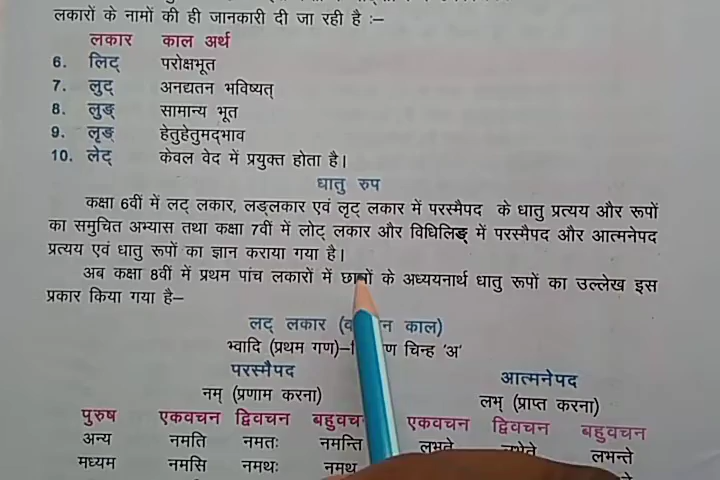 लकारों के नामों की ही जानकारी दी जा रही है :–
लकार काल अर्थ
6. लिट् परोक्षभूत
7. लुट् अनद्यतन भविष्यत्
8. लुङ् सामान्य भूत
9. लृङ् हेतुहेतुमद्भाव
10. लेट् केवल वेद में प्रयुक्त होता है।
धातु रुप
कक्षा 6वीं में लट् लकार, लङ्लकार एवं लृट् लकार में परस्मैपद के धातु प्रत्यय और रूपों
का समुचित अभ्यास तथा कक्षा 7वीं में लोट् लकार और विधिलिङ् में परस्मैपद और आत्मनेपद
प्रत्यय एवं धातु रूपों का ज्ञान कराया गया है।
अब कक्षा 8वीं में प्रथम पांच लकारों में छात्रों के अध्ययनार्थ धातु रूपों का उल्लेख इस
प्रकार किया गया है–
लट् लकार ( काल)
भ्वादि (प्रथम गण)– चिन्ह 'अ'
परस्मैपद आत्मनेपद
नम् (प्रणाम करना) लभ् (प्राप्त करना)
पुरुष एकवचन द्विवचन बहुवच एकवचन द्विवचन बहुवचन
अन्य नमति नमतः नमन्ति लभते लभेते लभन्ते
मध्यम नमसि नमथः नमथ